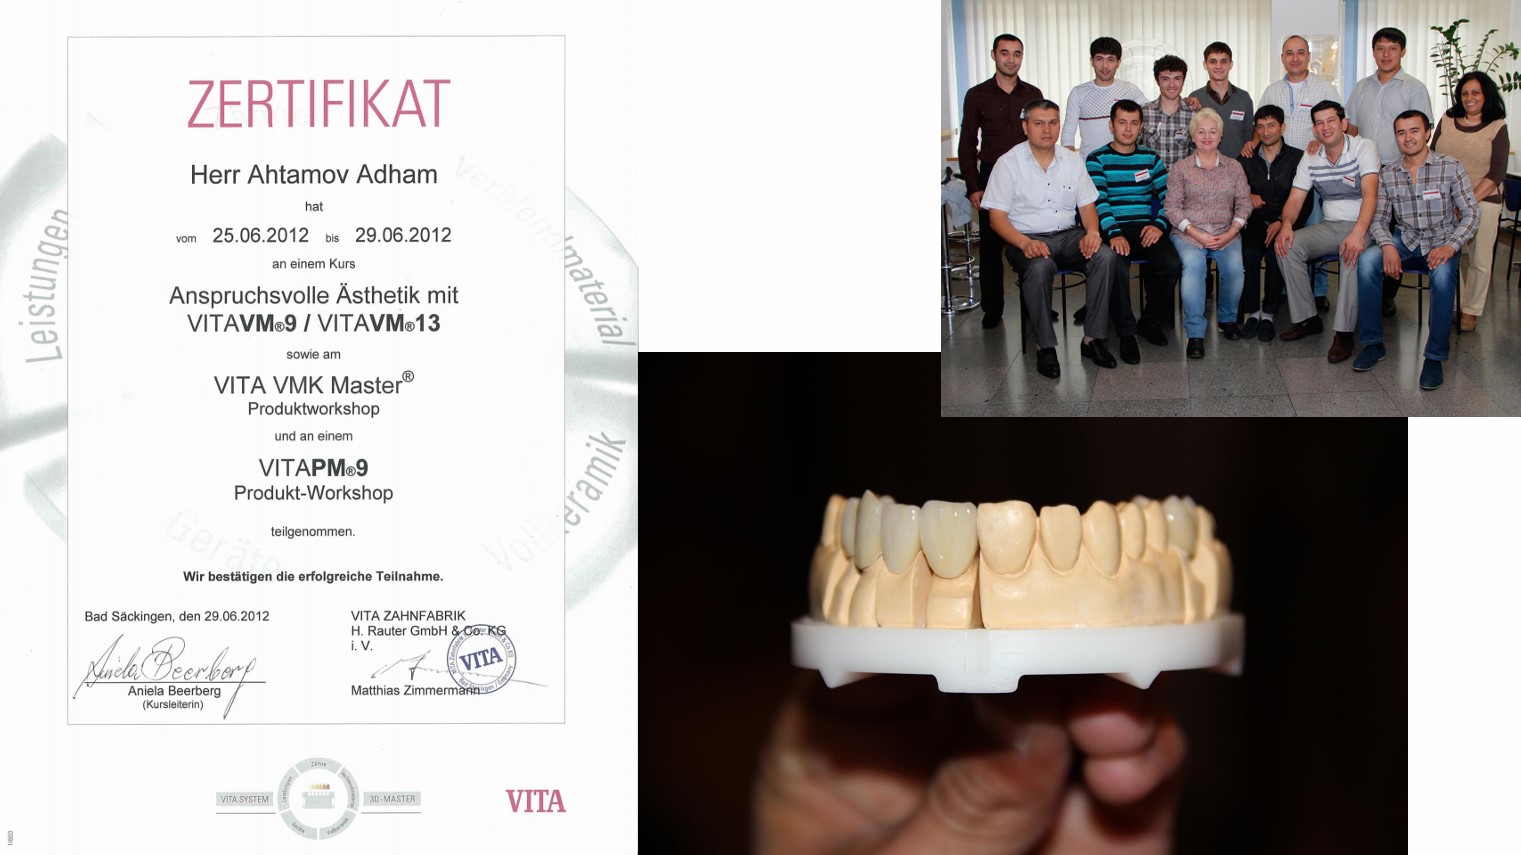 ZERTIFIKAT
Herr Ahtamov Adham
hat
vom 25.06.2012 bis 29.06.2012
an einem Kurs
Anspruchsvolle Ästhetik mit
VITAVM®9 / VITAVM®13
sowie am
VITA VMK Master®
Produktworkshop
und an einem
VITAPM®9
Produkt-Workshop
teilgenommen.
Wir bestätigen die erfolgreiche Teilnahme.
Bad Säckingen, den 29.06.2012
Aniela Beerberg
Aniela Beerberg
(Kursleiterin)
VITA ZAHNFABRIK
H. Rauter GmbH & Co. KG
i. V.
VITA
Matthias Zimmermann
Leistungen
Verblendmaterial
Geräte
Vollkeramik
VITA SYSTEM
Zähne
Geräte
3D-MASTER
VITA